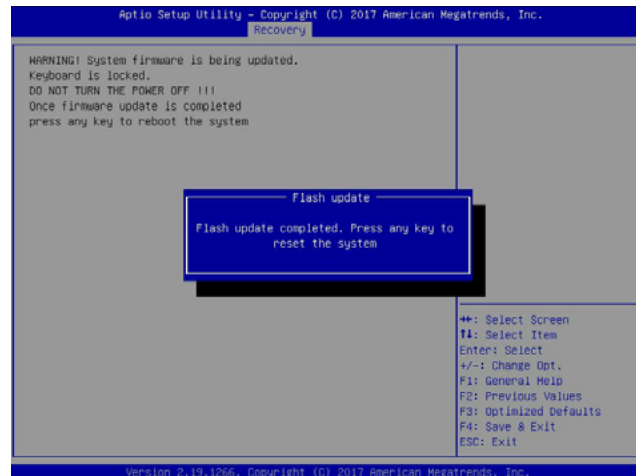 Aptio Setup Utility – Copyright (C) 2017 American Megatrends, Inc.
Recovery
WARNING! System firmware is being updated.
Keyboard is locked.
DO NOT TURN THE POWER OFF !!!
Once firmware update is completed
press any key to reboot the system
Flash update
Flash update completed. Press any key to
reset the system
→←: Select Screen
↑↓: Select Item
Enter: Select
+/-: Change Opt.
F1: General Help
F2: Previous Values
F3: Optimized Defaults
F4: Save & Exit
ESC: Exit
Version 2.19.1266. Copyright (C) 2017 American Megatrends, Inc.